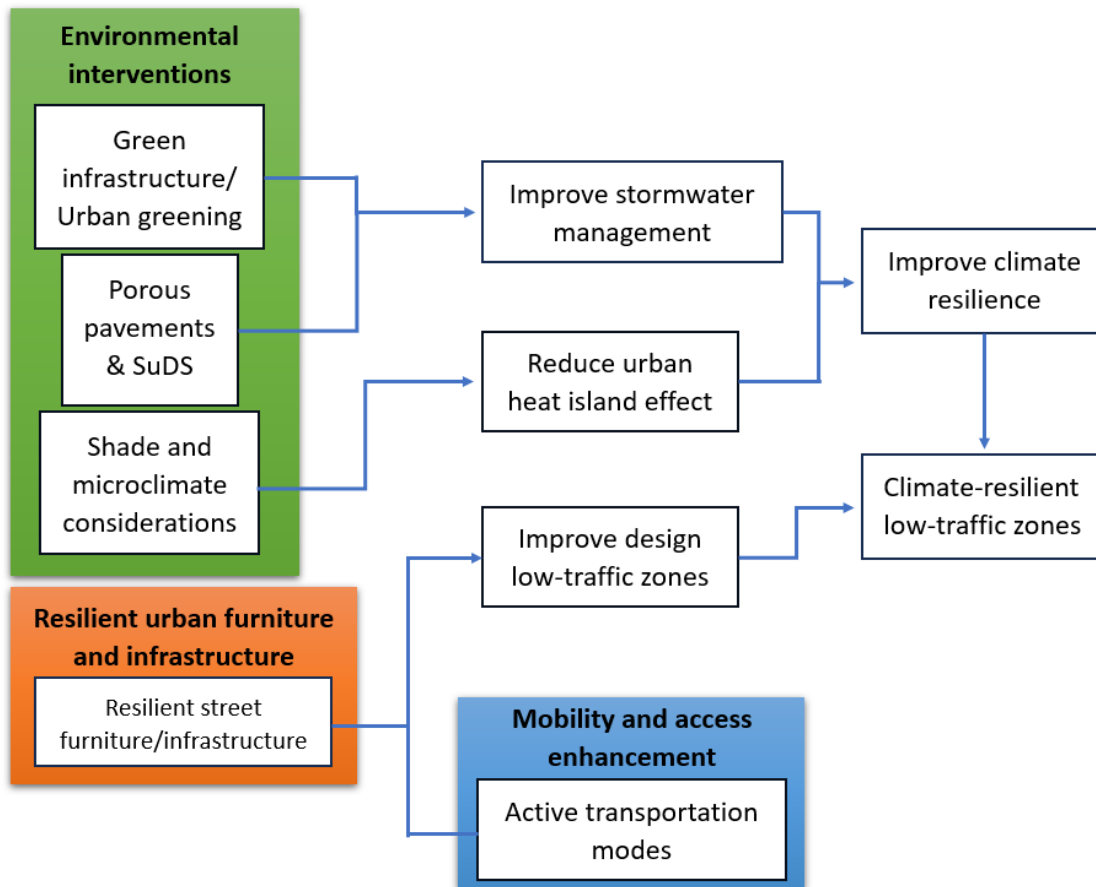 Environmental
interventions
Green
infrastructure/
Urban greening
Porous
pavements
& SuDS
Shade and
microclimate
considerations
Improve stormwater
management
Reduce urban
heat island effect
Improve climate
resilience
Climate-resilient
low-traffic zones
Improve design
low-traffic zones
Resilient urban furniture
and infrastructure
Resilient street
furniture/infrastructure
Mobility and access
enhancement
Active transportation
modes